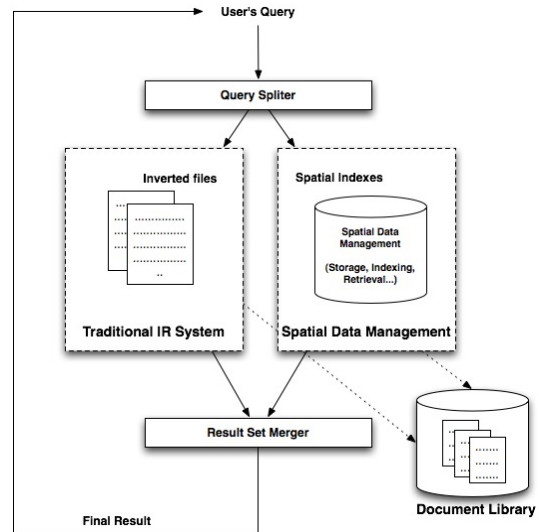 User's Query
Query Spliter
Inverted files
Spatial Indexes
Spatial Data
Management
(Storage, Indexing,
Retrieval...)
Traditional IR System
Spatial Data Management
Result Set Merger
Document Library
Final Result